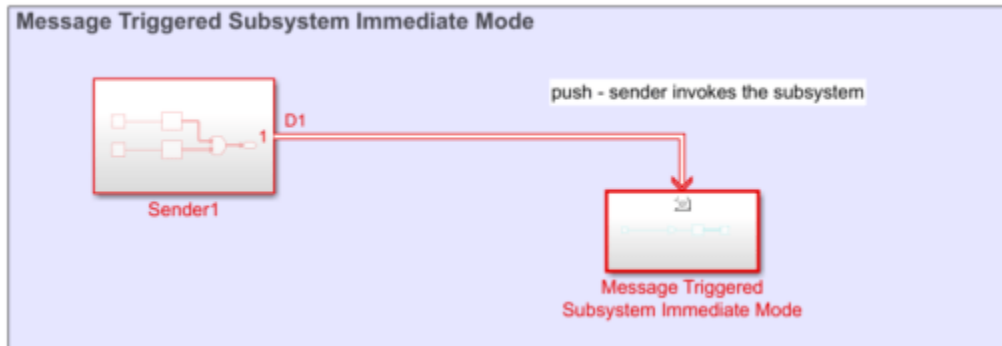 Message Triggered Subsystem Immediate Mode
push - sender invokes the subsystem
D1
1
Sender1
Message Triggered
Subsystem Immediate Mode